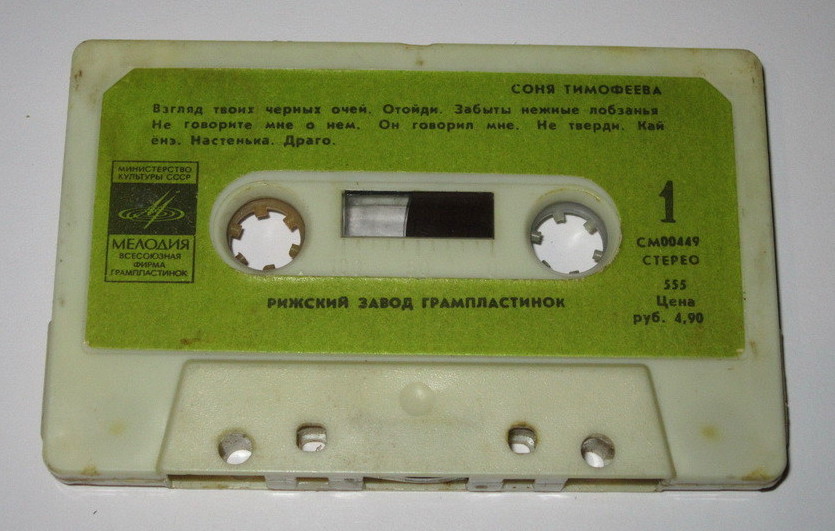 СОНЯ ТИМОФЕЕВА
Взгляд твоих черных очей. Отойди. Забыты нежные лобзанья
Не говорите мне о нем. Он говорил мне. Не тверди. Кай
енэ. Настенька. Драго.
МИНИСТЕРСТВО
КУЛЬТУРЫ СССР
МЕЛОДИЯ
ВСЕСОЮЗНАЯ
ФИРМА
ГРАМПЛАСТИНОК
1
СМ00449
СТЕРЕО
РИЖСКИЙ ЗАВОД ГРАМПЛАСТИНОК
555
Цена
руб. 4,90